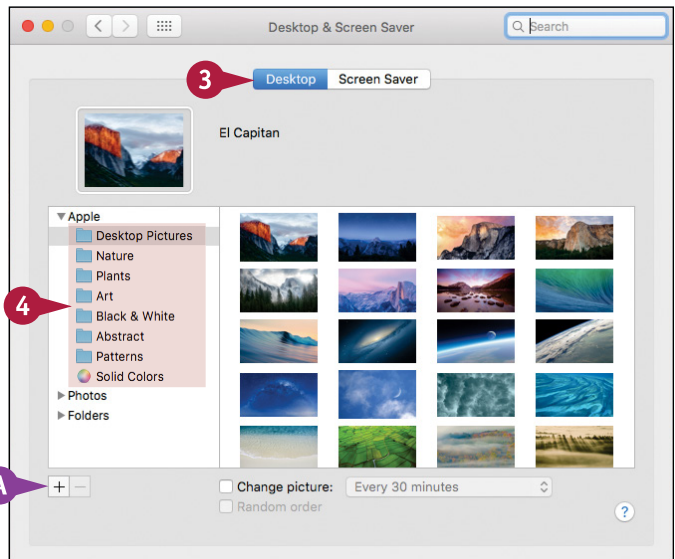 Desktop & Screen Saver
Search
3
Desktop Screen Saver
El Capitan
Apple
Desktop Pictures
Nature
Plants
4
Art
Black & White
Abstract
Patterns
Solid Colors
Photos
Folders
A
+ −
Change picture: Every 30 minutes
Random order
?